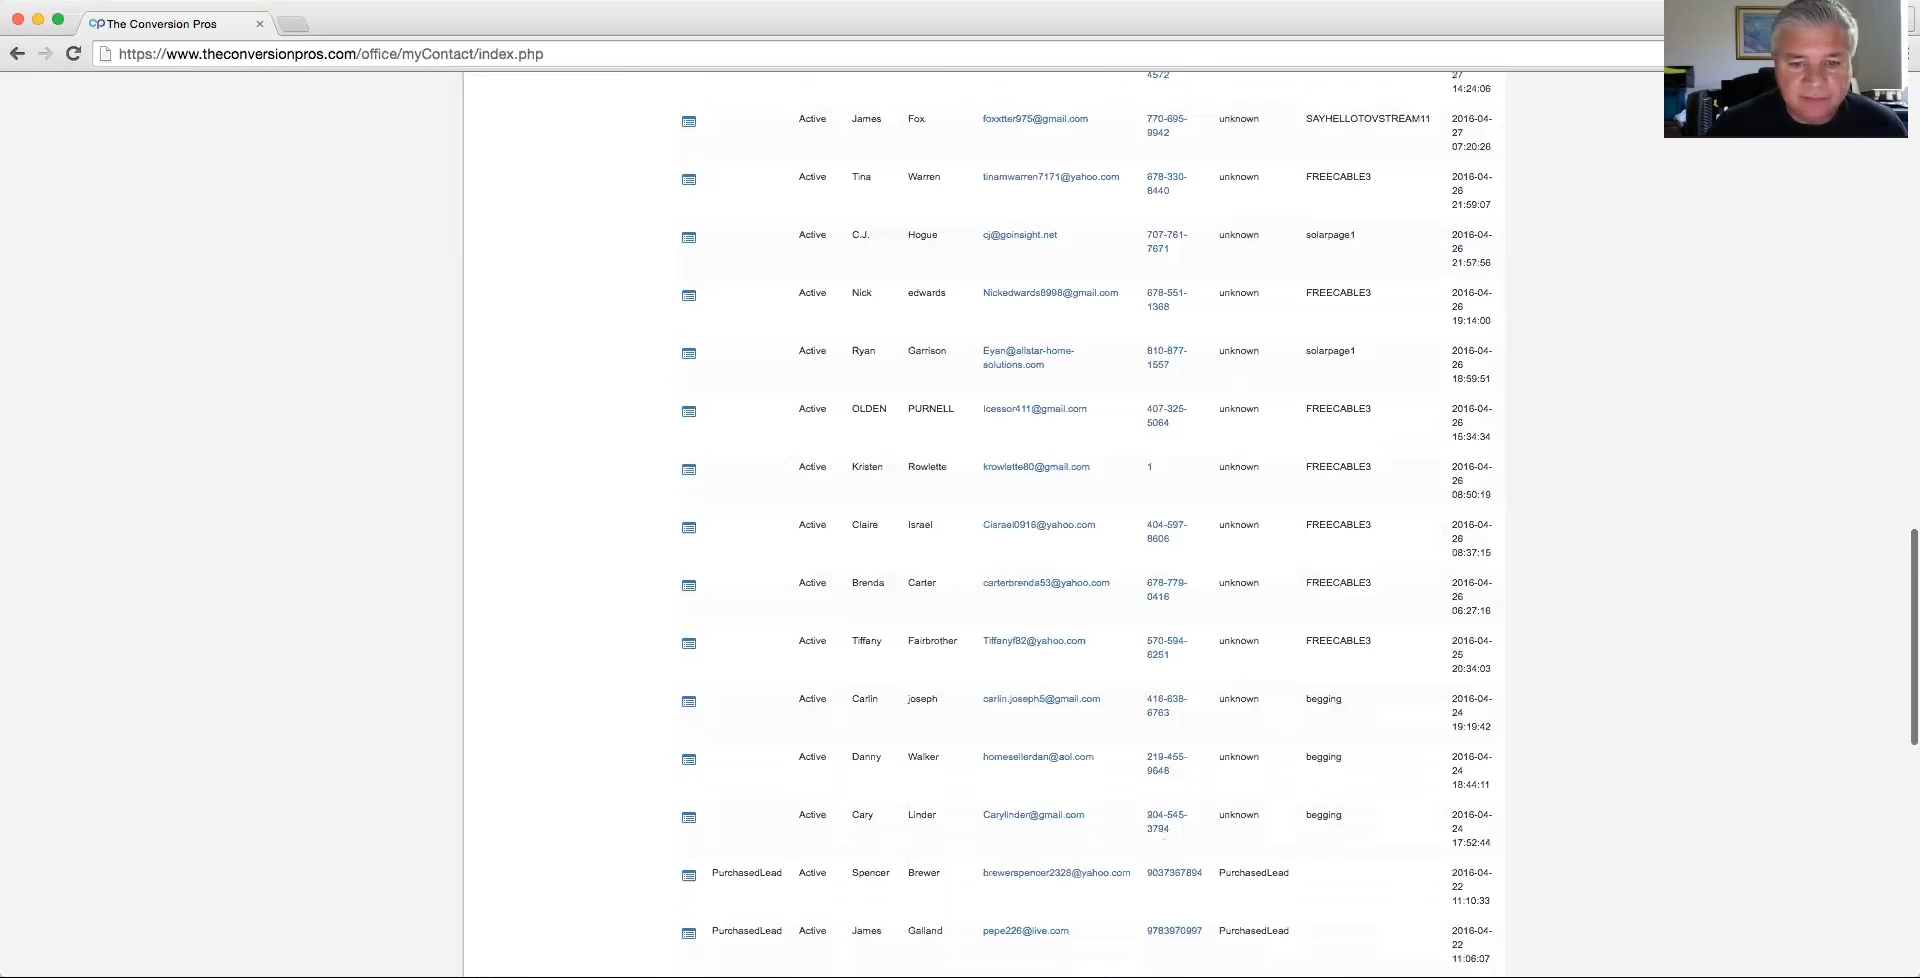 The Conversion Pros
https://www.theconversionpros.com/office/myContact/index.php
4572 27
14:24:06
Active James Fox foxxtter975@gmail.com 770-695- unknown SAYHELLOTOVSTREAM11 2016-04-
9942 27
07:20:26
Active Tina Warren tinamwarren7171@yahoo.com 678-330- unknown FREECABLE3 2016-04-
8440 26
21:59:07
Active C.J. Hogue cj@goinsight.net 707-761- unknown solarpage1 2016-04-
7671 26
21:57:56
Active Nick edwards Nickedwards8998@gmail.com 678-551- unknown FREECABLE3 2016-04-
1368 26
19:14:00
Active Ryan Garrison Eyan@allstar-home- 810-877- unknown solarpage1 2016-04-
solutions.com 1557 26
18:59:51
Active OLDEN PURNELL Icessor411@gmail.com 407-325- unknown FREECABLE3 2016-04-
5064 26
15:34:34
Active Kristen Rowlette krowlette80@gmail.com 1 unknown FREECABLE3 2016-04-
26
08:50:19
Active Claire Israel Cisrael0916@yahoo.com 404-597- unknown FREECABLE3 2016-04-
8606 26
08:37:15
Active Brenda Carter carterbrenda53@yahoo.com 678-779- unknown FREECABLE3 2016-04-
0416 26
06:27:16
Active Tiffany Fairbrother Tiffanyf82@yahoo.com 570-594- unknown FREECABLE3 2016-04-
6251 25
20:34:03
Active Carlin joseph carlin.joseph5@gmail.com 416-638- unknown begging 2016-04-
6763 24
19:19:42
Active Danny Walker homesellerdan@aol.com 219-455- unknown begging 2016-04-
9648 24
18:44:11
Active Cary Linder Carylinder@gmail.com 204-545- unknown begging 2016-04-
3794 24
17:52:44
PurchasedLead Active Spencer Brewer brewerspencer2328@yahoo.com 9037367894 PurchasedLead 2016-04-
22
11:10:33
PurchasedLead Active James Galland pepe226@live.com 9783970997 PurchasedLead 2016-04-
22
11:06:07